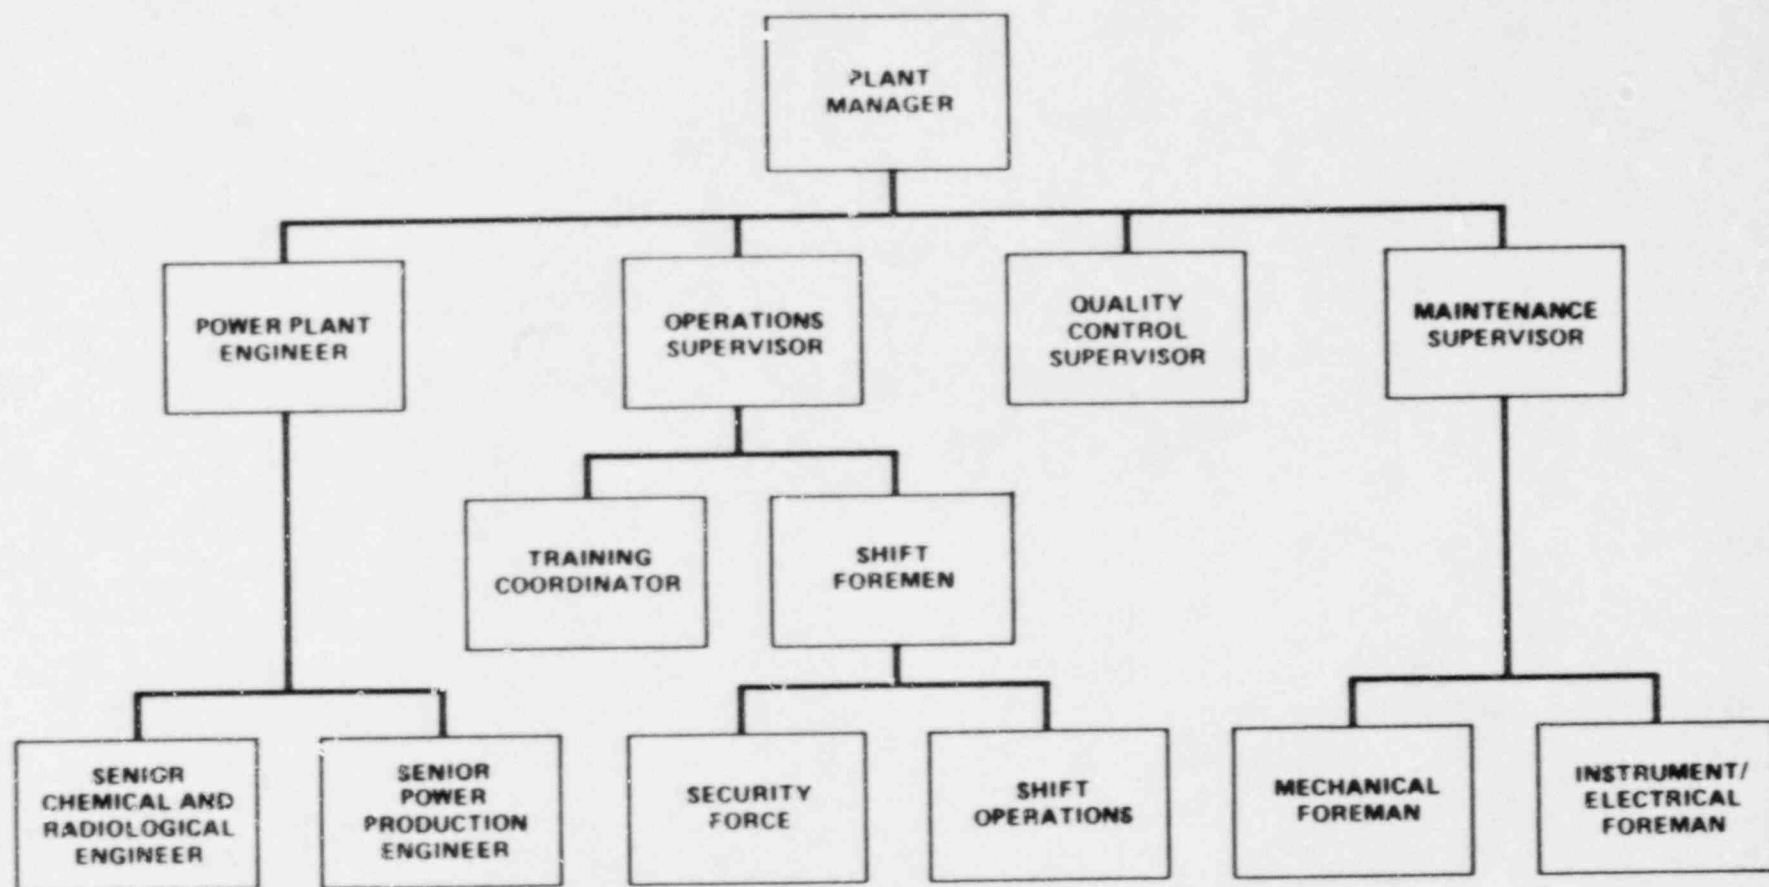 PLANT
MANAGER
POWER PLANT
ENGINEER
OPERATIONS
SUPERVISOR
QUALITY
CONTROL
SUPERVISOR
MAINTENANCE
SUPERVISOR
TRAINING
COORDINATOR
SHIFT
FOREMEN
SENIOR
CHEMICAL AND
RADIOLOGICAL
ENGINEER
SENIOR
POWER
PRODUCTION
ENGINEER
SECURITY
FORCE
SHIFT
OPERATIONS
MECHANICAL
FOREMAN
INSTRUMENT/
ELECTRICAL
FOREMAN